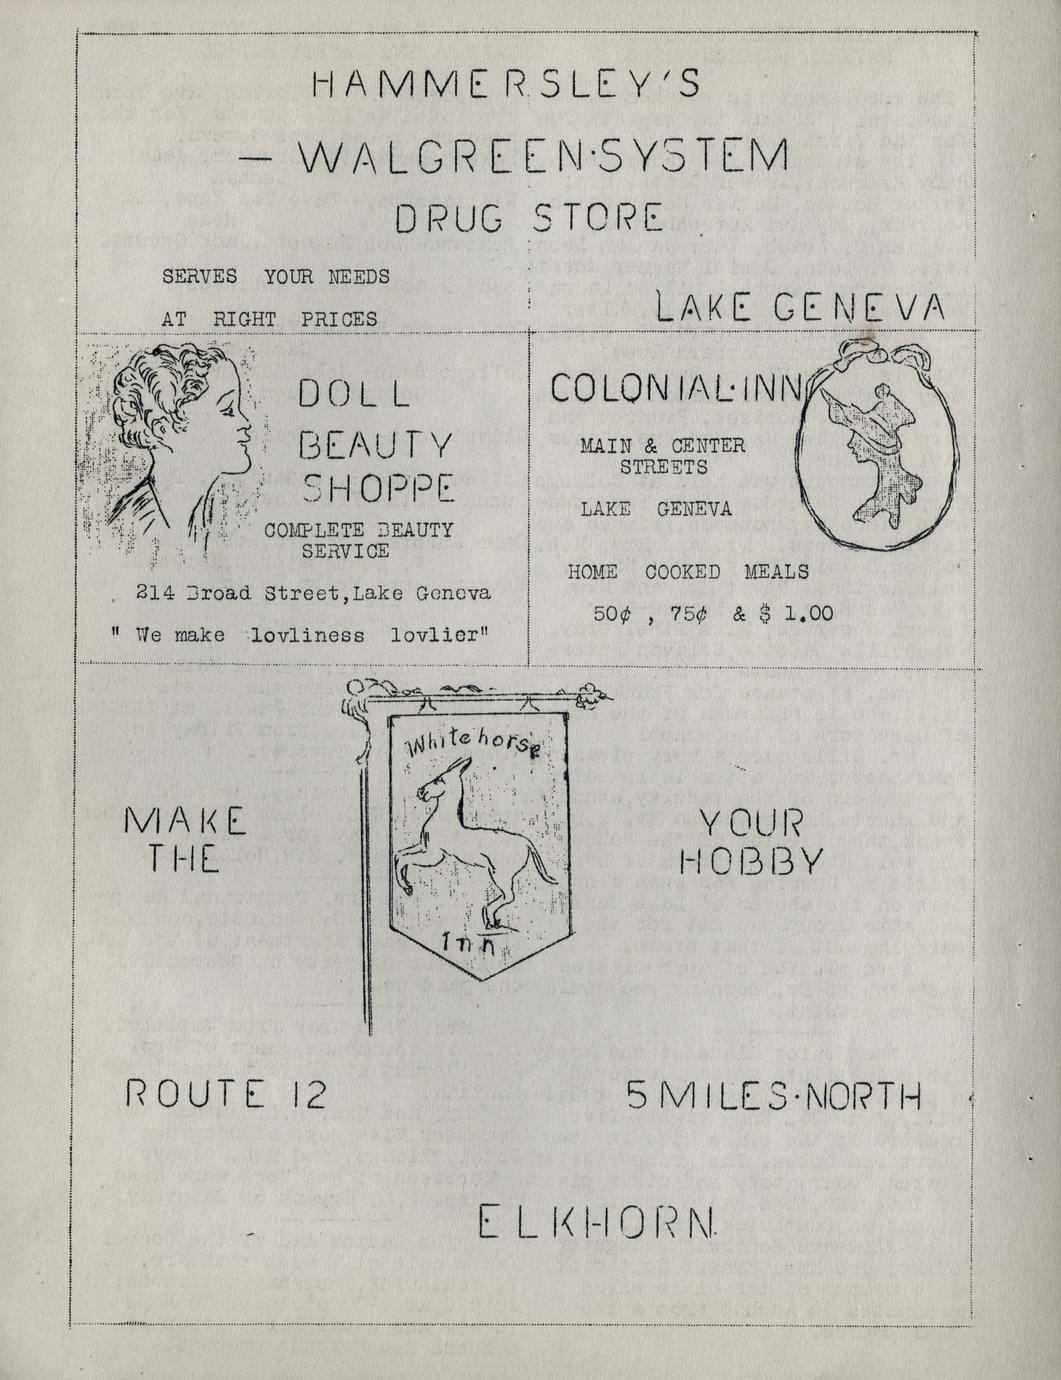 HAMMERSLEY'S
— WALGREEN·SYSTEM
DRUG STORE
SERVES YOUR NEEDS
AT RIGHT PRICES
LAKE GENEVA
DOLL
BEAUTY
SHOPPE
COMPLETE BEAUTY
SERVICE
214 Broad Street,Lake Geneva
" We make lovliness lovlier"
COLONIAL·INN
MAIN & CENTER
STREETS
LAKE GENEVA
HOME COOKED MEALS
50¢ , 75¢ & $ 1.00
Whitehorse
Inn
MAKE
THE
YOUR
HOBBY
ROUTE 12
5 MILES·NORTH
ELKHORN.